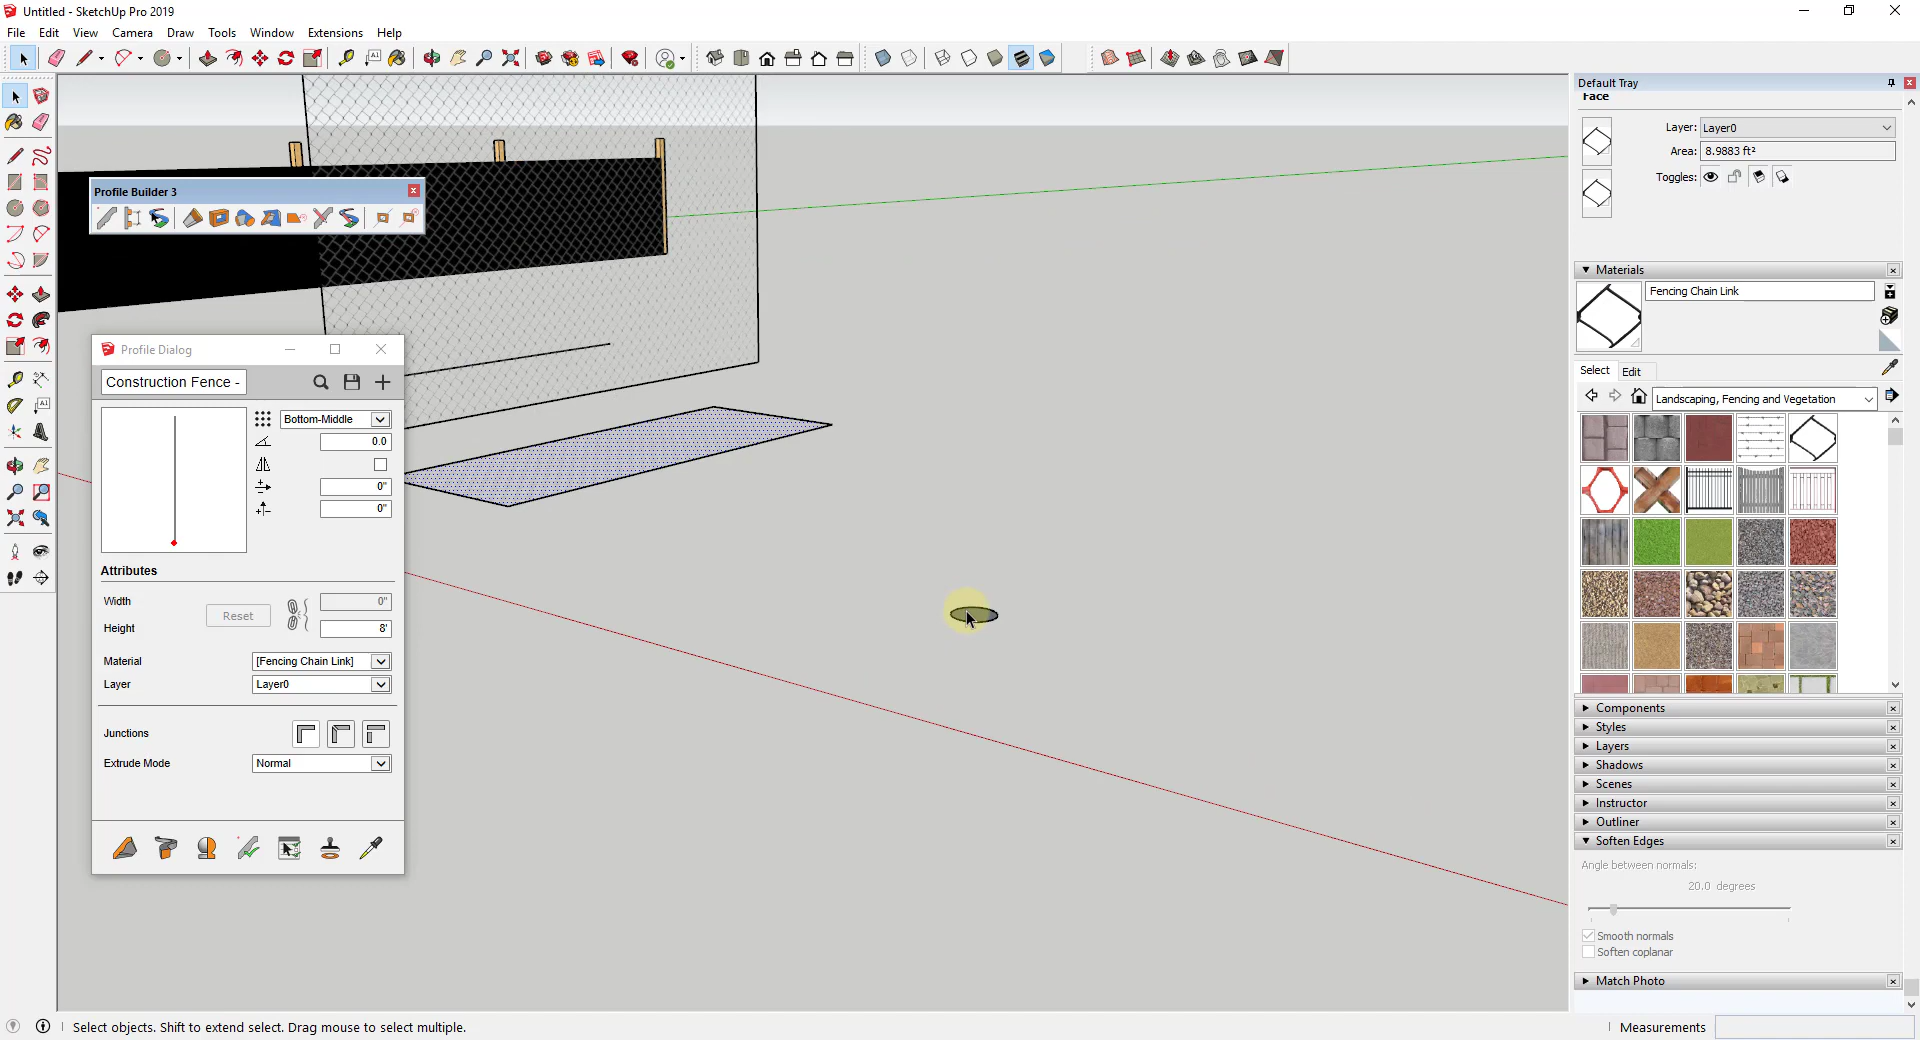 Untitled - SketchUp Pro 2019
File Edit View Camera Draw Tools Window Extensions Help
Default Tray
Face
Layer: Layer0
Area: 8.9883 ft²
Toggles:
Profile Builder 3
Materials
Fencing Chain Link
Select Edit
Landscaping, Fencing and Vegetation
Profile Dialog
Construction Fence -
Bottom-Middle
0.0
0"
0"
Attributes
Width 0"
Reset
Height 8'
Material [Fencing Chain Link]
Layer Layer0
Junctions
Extrude Mode Normal
Components
Styles
Layers
Shadows
Scenes
Instructor
Outliner
Soften Edges
Angle between normals:
20.0 degrees
Smooth normals
Soften coplanar
Match Photo
Select objects. Shift to extend select. Drag mouse to select multiple.
Measurements